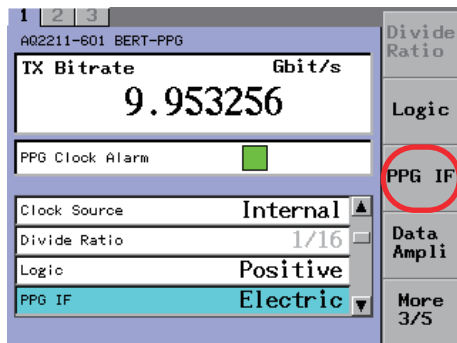 1 2 3
AQ2211-601 BERT-PPG
TX Bitrate Gbit/s
9.953256
PPG Clock Alarm
Clock Source Internal
Divide Ratio 1/16
Logic Positive
PPG IF Electric
Divide
Ratio
Logic
PPG IF
Data
Ampli
More
3/5